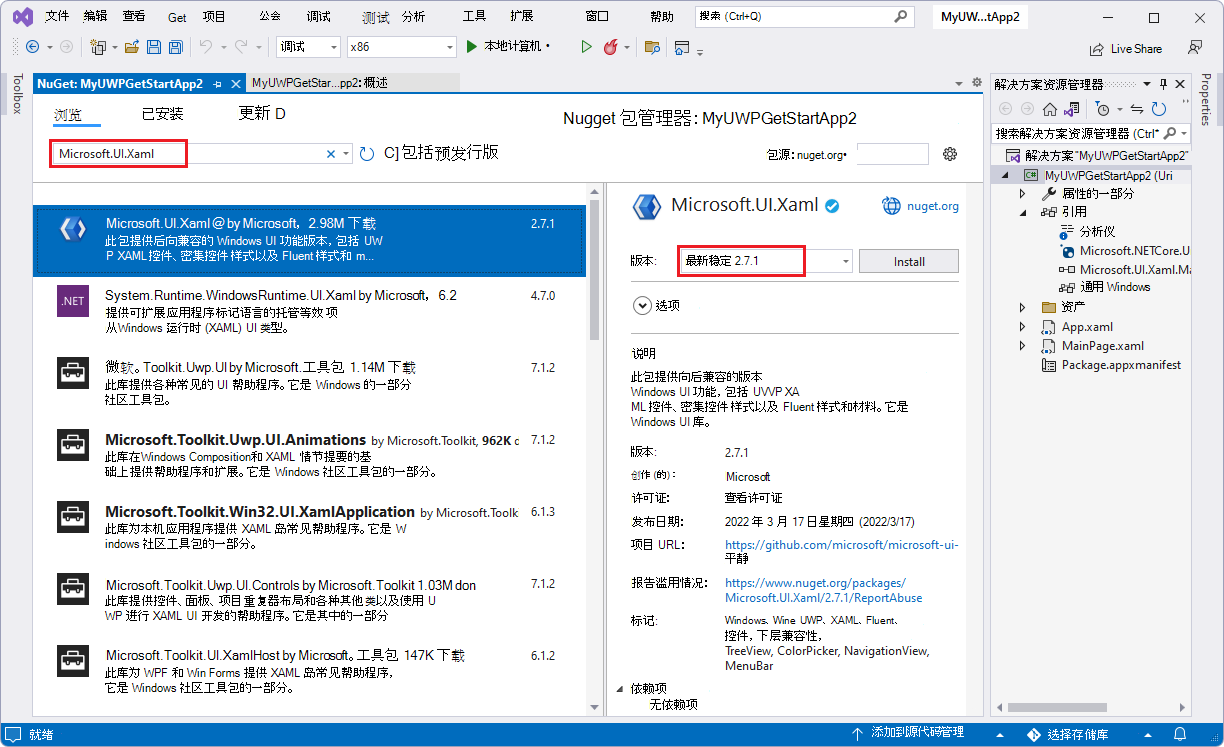 文件 编辑 查看 Get 项目 公会 调试 测试 分析 工具 扩展 窗口 帮助
搜索 (Ctrl+Q)
MyUW...tApp2
调试
x86
本地计算机
Live Share
Toolbox
NuGet: MyUWPGetStartApp2
MyUWPGetStar...pp2:概述
浏览
已安装
更新 D
Nugget 包管理器: MyUWPGetStartApp2
Microsoft.UI.Xaml
C]包括预发行版
包源: nuget.org•
Microsoft.UI.Xaml @by Microsoft，2.98M 下载
2.7.1
此包提供后向兼容的 Windows UI 功能版本, 包括 UW
P XAML 控件、密集控件样式以及 Fluent 样式和 m...
.NET
System.Runtime.WindowsRuntime.UI.Xaml by Microsoft，6.2
4.7.0
提供可扩展应用程序标记语言的托管等效项
从Windows 运行时 (XAML) UI 类型。
微软。Toolkit.Uwp.UI by Microsoft.工具包 1.14M 下载
7.1.2
此库提供各种常见的 UI 帮助程序。它是 Windows 的一部分
社区工具包。
Microsoft.Toolkit.Uwp.UI.Animations by Microsoft.Toolkit, 962K d
7.1.2
此库在Windows Composition和 XAML 情节提要的基
础上提供帮助程序和扩展。它是 Windows 社区工具包的一部分。
Microsoft.Toolkit.Win32.UI.XamlApplication by Microsoft.Toolk
6.1.3
此库为本机应用程序提供 XAML 岛常见帮助程序。它是 W
indows 社区工具包的一部分。
Microsoft.Toolkit.Uwp.UI.Controls by Microsoft.Toolkit 1.03M don
7.1.2
此库提供控件、面板、项目重复器布局和各种其他类以及使用 U
WP 进行 XAML UI 开发的帮助程序。它是其中的一部分
Microsoft.Toolkit.UI.XamlHost by Microsoft。工具包 147K 下载
6.1.2
此库为 WPF 和 Win Forms 提供 XAML 岛常见帮助程序，
它是 Windows 社区工具包的一部分。
Microsoft.UI.Xaml
nuget.org
版本:
最新稳定 2.7.1
Install
选项
说明
此包提供向后兼容的版本
Windows UI 功能, 包括 UVVP XA
ML 控件、密集控件样式以及 Fluent 样式和材料。它是
Windows UI 库。
版本: 2.7.1
创作 (的): Microsoft
许可证: 查看许可证
发布日期: 2022 年 3 月 17 日星期四 (2022/3/17)
项目 URL: https://github.com/microsoft/microsoft-ui-
平静
报告滥用情况: https://www.nuget.org/packages/
Microsoft.UI.Xaml/2.7.1/ReportAbuse
标记: Windows、Wine UWP、XAML、Fluent、
控件, 下层兼容性,
TreeView, ColorPicker, NavigationView,
MenuBar
依赖项
无依赖项
解决方案资源管理器
搜索解决方案资源管理器 (Ctrl*
解决方案"MyUWPGetStartApp2"
C# MyUWPGetStartApp2 (Uri
属性的一部分
引用
分析仪
Microsoft.NETCore.U
Microsoft.UI.Xaml.Ma
通用 Windows
资产
App.xaml
MainPage.xaml
Package.appxmanifest
Properties
就绪
添加到源代码管理
选择存储库